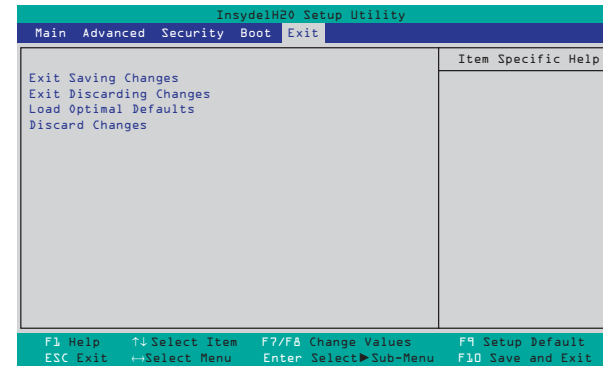 InsydelH20 Setup Utility
Main Advanced Security Boot Exit
Item Specific Help
Exit Saving Changes
Exit Discarding Changes
Load Optimal Defaults
Discard Changes
F1 Help ↑↓Select Item F7/F8 Change Values F9 Setup Default
ESC Exit ↔Select Menu Enter Select▶Sub-Menu F10 Save and Exit